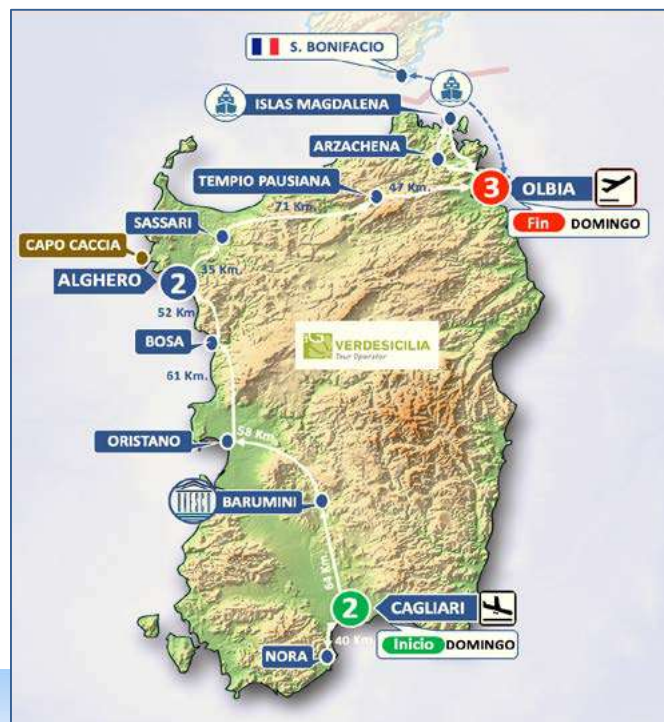 S. BONIFACIO
ISLAS MAGDALENA
ARZACHENA
TEMPIO PAUSIANA
47 Km.
3
OLBIA
71 Km.
Fin DOMINGO
SASSARI
CAPO CACCIA
35 Km.
ALGHERO
2
52 Km
VERDESICILIA
Tour Operator
BOSA
61 Km.
58 Km.
ORISTANO
UNESCO
BARUMINI
64 Km.
2
CAGLIARI
40 Km.
Inicio DOMINGO
NORA